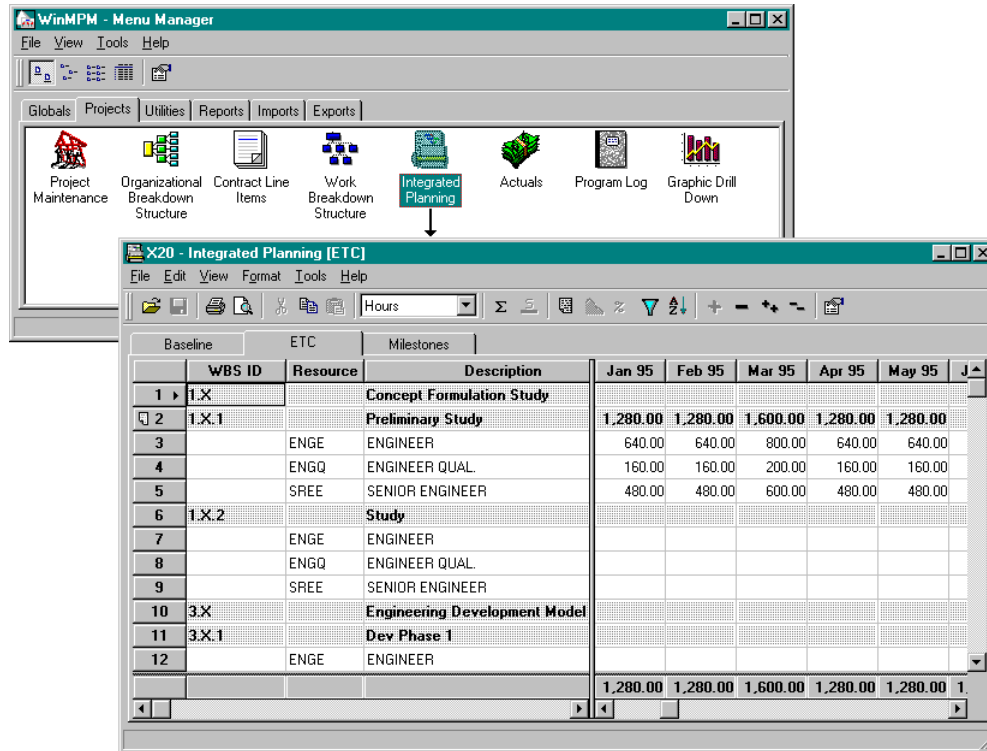 WinMPM - Menu Manager
File View Tools Help
Globals Projects Utilities Reports Imports Exports
Project Maintenance
Organizational Breakdown Structure
Contract Line Items
Work Breakdown Structure
Integrated Planning
Actuals
Program Log
Graphic Drill Down
X20 - Integrated Planning [ETC]
File Edit View Format Tools Help
Hours
Baseline ETC Milestones
WBS ID Resource Description Jan 95 Feb 95 Mar 95 Apr 95 May 95 J
1 1.X Concept Formulation Study
2 1.X.1 Preliminary Study 1,280.00 1,280.00 1,600.00 1,280.00 1,280.00
3 ENGE ENGINEER 640.00 640.00 800.00 640.00 640.00
4 ENGQ ENGINEER QUAL. 160.00 160.00 200.00 160.00 160.00
5 SREE SENIOR ENGINEER 480.00 480.00 600.00 480.00 480.00
6 1.X.2 Study
7 ENGE ENGINEER
8 ENGQ ENGINEER QUAL.
9 SREE SENIOR ENGINEER
10 3.X Engineering Development Model
11 3.X.1 Dev Phase 1
12 ENGE ENGINEER
1,280.00 1,280.00 1,600.00 1,280.00 1,280.00 1.